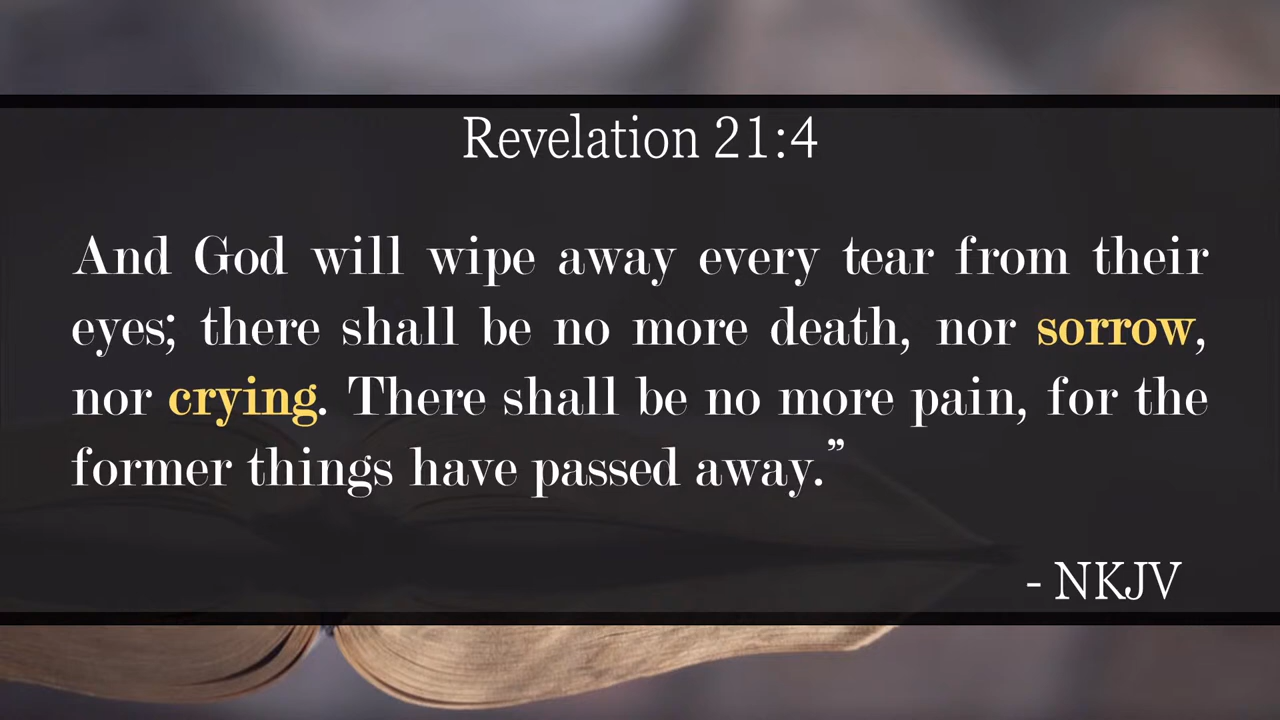 Revelation 21:4
And God will wipe away every tear from their
eyes; there shall be no more death, nor sorrow,
nor crying. There shall be no more pain, for the
former things have passed away.”
- NKJV